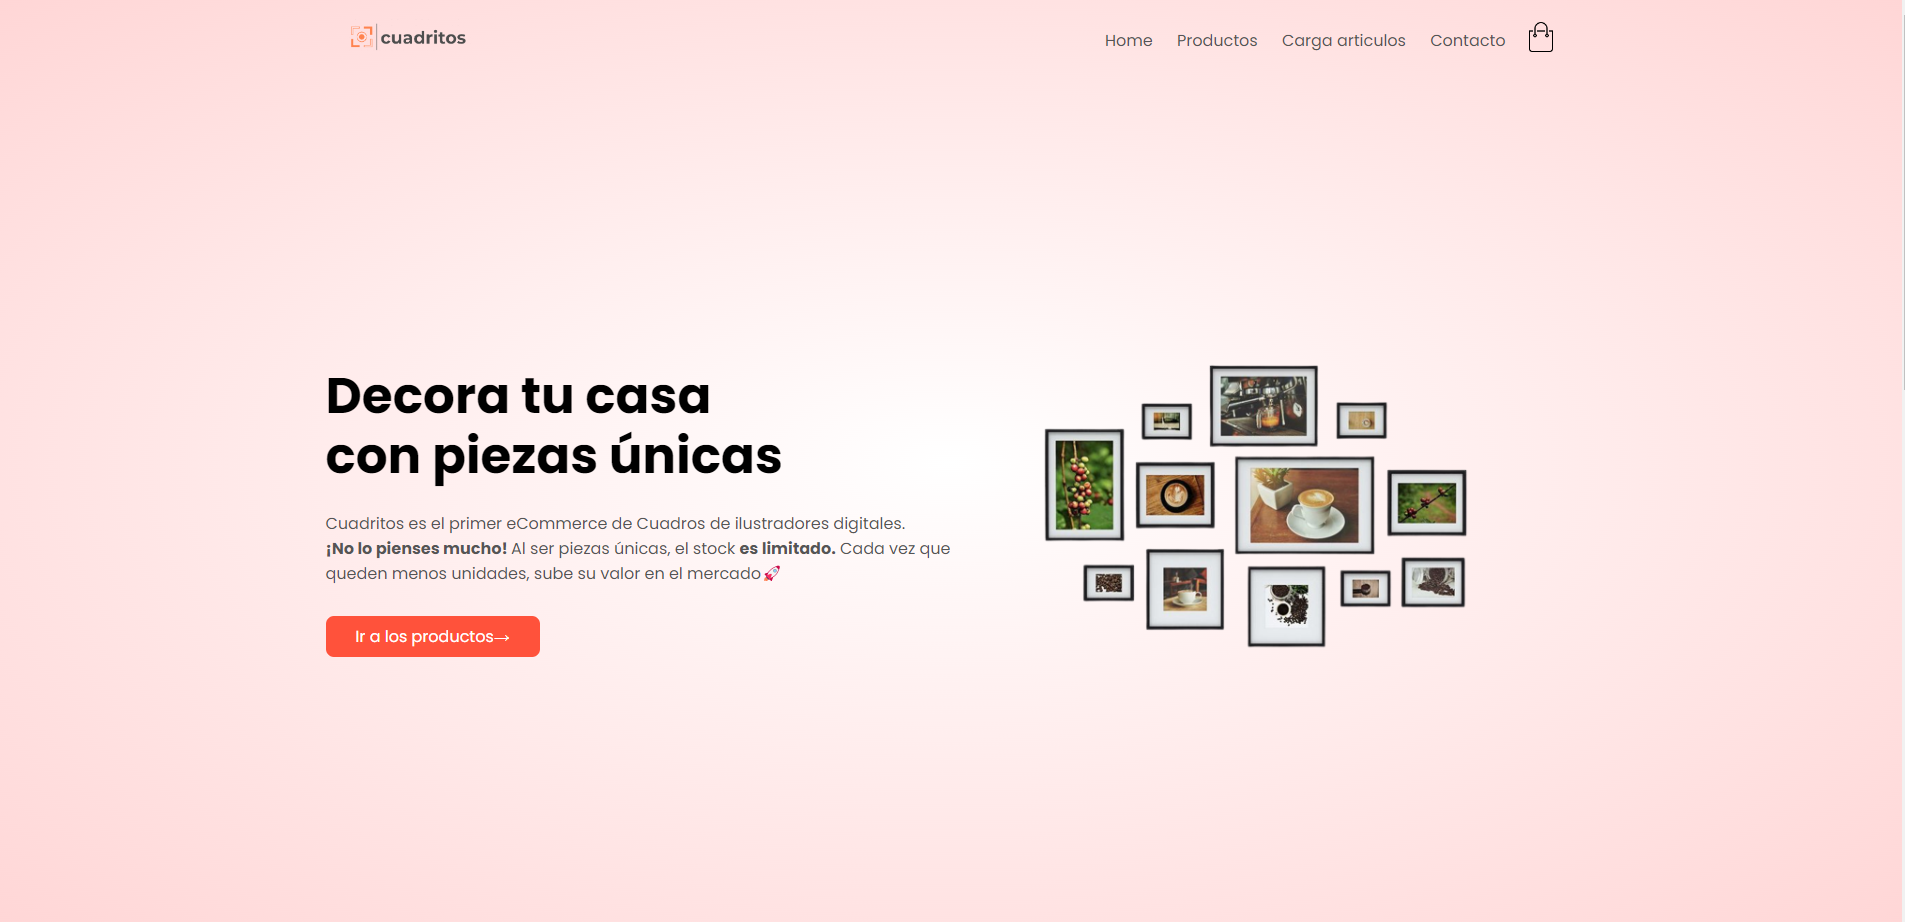 cuadritos
Home Productos Carga articulos Contacto
Decora tu casa
con piezas únicas
Cuadritos es el primer eCommerce de Cuadros de ilustradores digitales.
¡No lo pienses mucho! Al ser piezas únicas, el stock es limitado. Cada vez que
queden menos unidades, sube su valor en el mercado🚀
Ir a los productos→